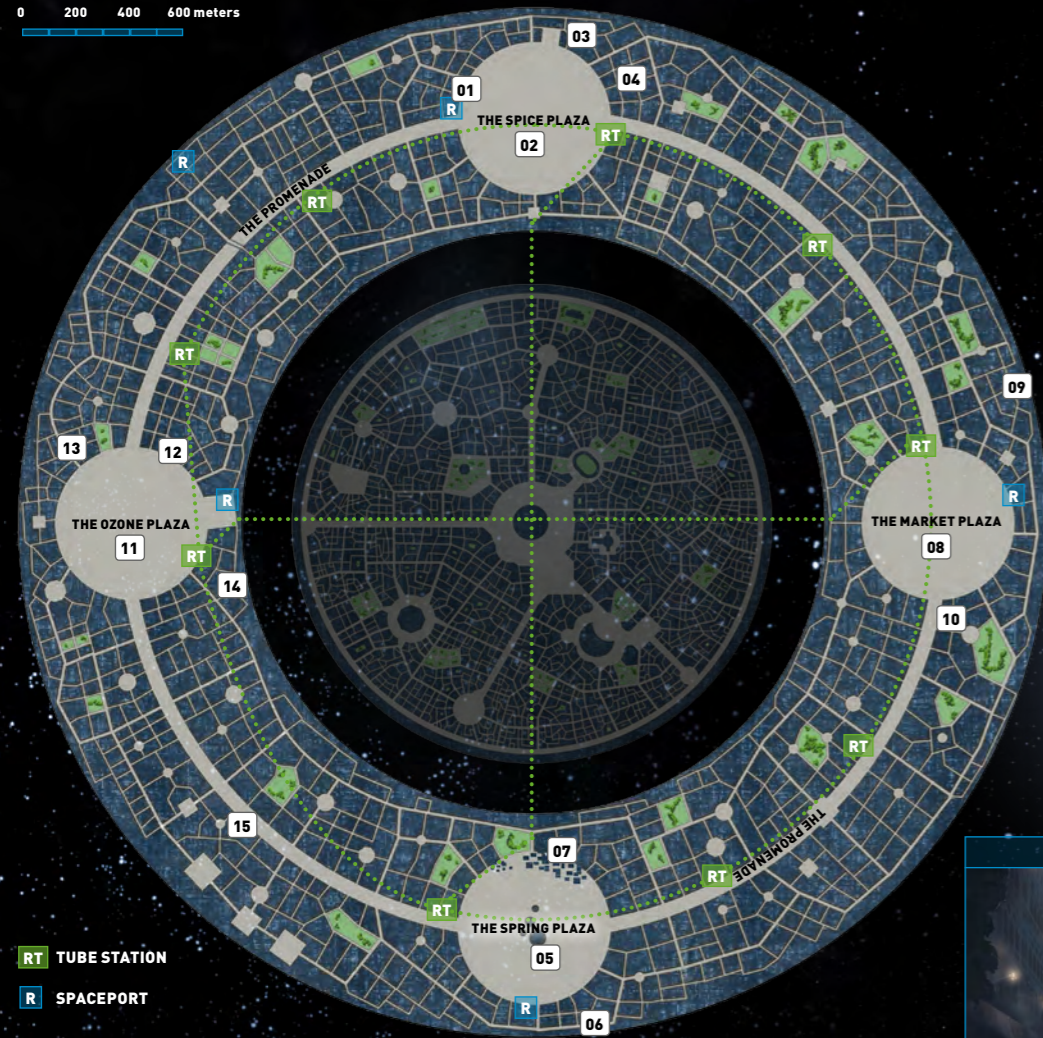 0 200 400 600 meters
03
01
04
R
THE SPICE PLAZA
RT
02
R
THE PROMENADE
RT
RT
RT
09
13
12
RT
R
R
THE OZONE PLAZA
THE MARKET PLAZA
11
08
RT
14
10
RT
15
THE PROMENADE
07
RT
RT
THE SPRING PLAZA
05
RT TUBE STATION
R SPACEPORT
R
06